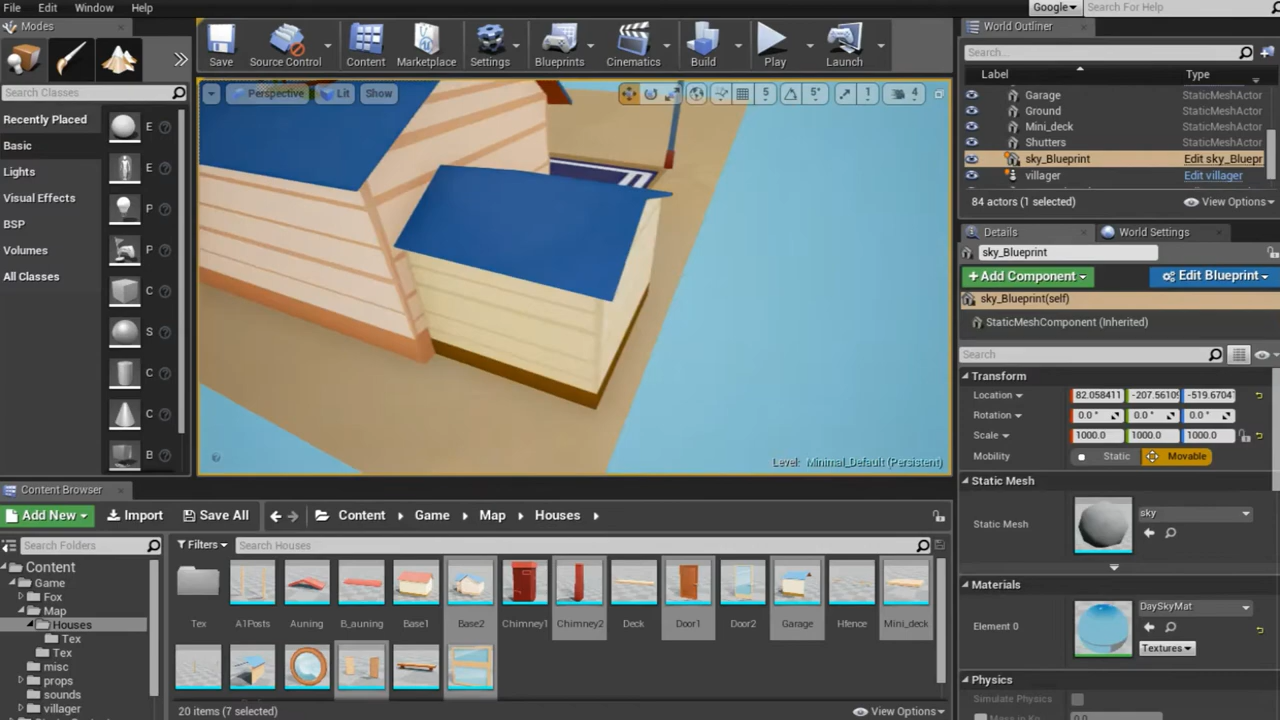 File Edit Window Help
Google
Search For Help
Modes
Save Source Control Content Marketplace Settings Blueprints Cinematics Build Play Launch
Search Classes
Recently Placed
Basic
Lights
Visual Effects
BSP
Volumes
All Classes
E
E
P
P
C
S
C
C
B
Perspective Lit Show
5 5° 1 4
Level: Minimal_Default (Persistent)
World Outliner
Search...
Label Type
Garage StaticMeshActor
Ground StaticMeshActor
Mini_deck StaticMeshActor
Shutters StaticMeshActor
sky_Blueprint Edit sky_Bluepr
villager Edit villager
84 actors (1 selected) View Options
Details World Settings
sky_Blueprint
+ Add Component Edit Blueprint
sky_Blueprint(self)
StaticMeshComponent (Inherited)
Search
Transform
Location 82.058411 -207.56109 -519.6704
Rotation 0.0 ° 0.0 ° 0.0 °
Scale 1000.0 1000.0 1000.0
Mobility Static Movable
Static Mesh
Static Mesh sky
Materials
Element 0 DaySkyMat
Textures
Physics
Simulate Physics
Content Browser
Add New Import Save All Content Game Map Houses
Search Folders
Filters Search Houses
Content
Game
Fox
Map
Houses
Tex
Tex
misc
props
sounds
villager
Tex A1Posts Auning B_auning Base1 Base2 Chimney1 Chimney2 Deck Door1 Door2 Garage Hfence Mini_deck
20 items (7 selected) View Options